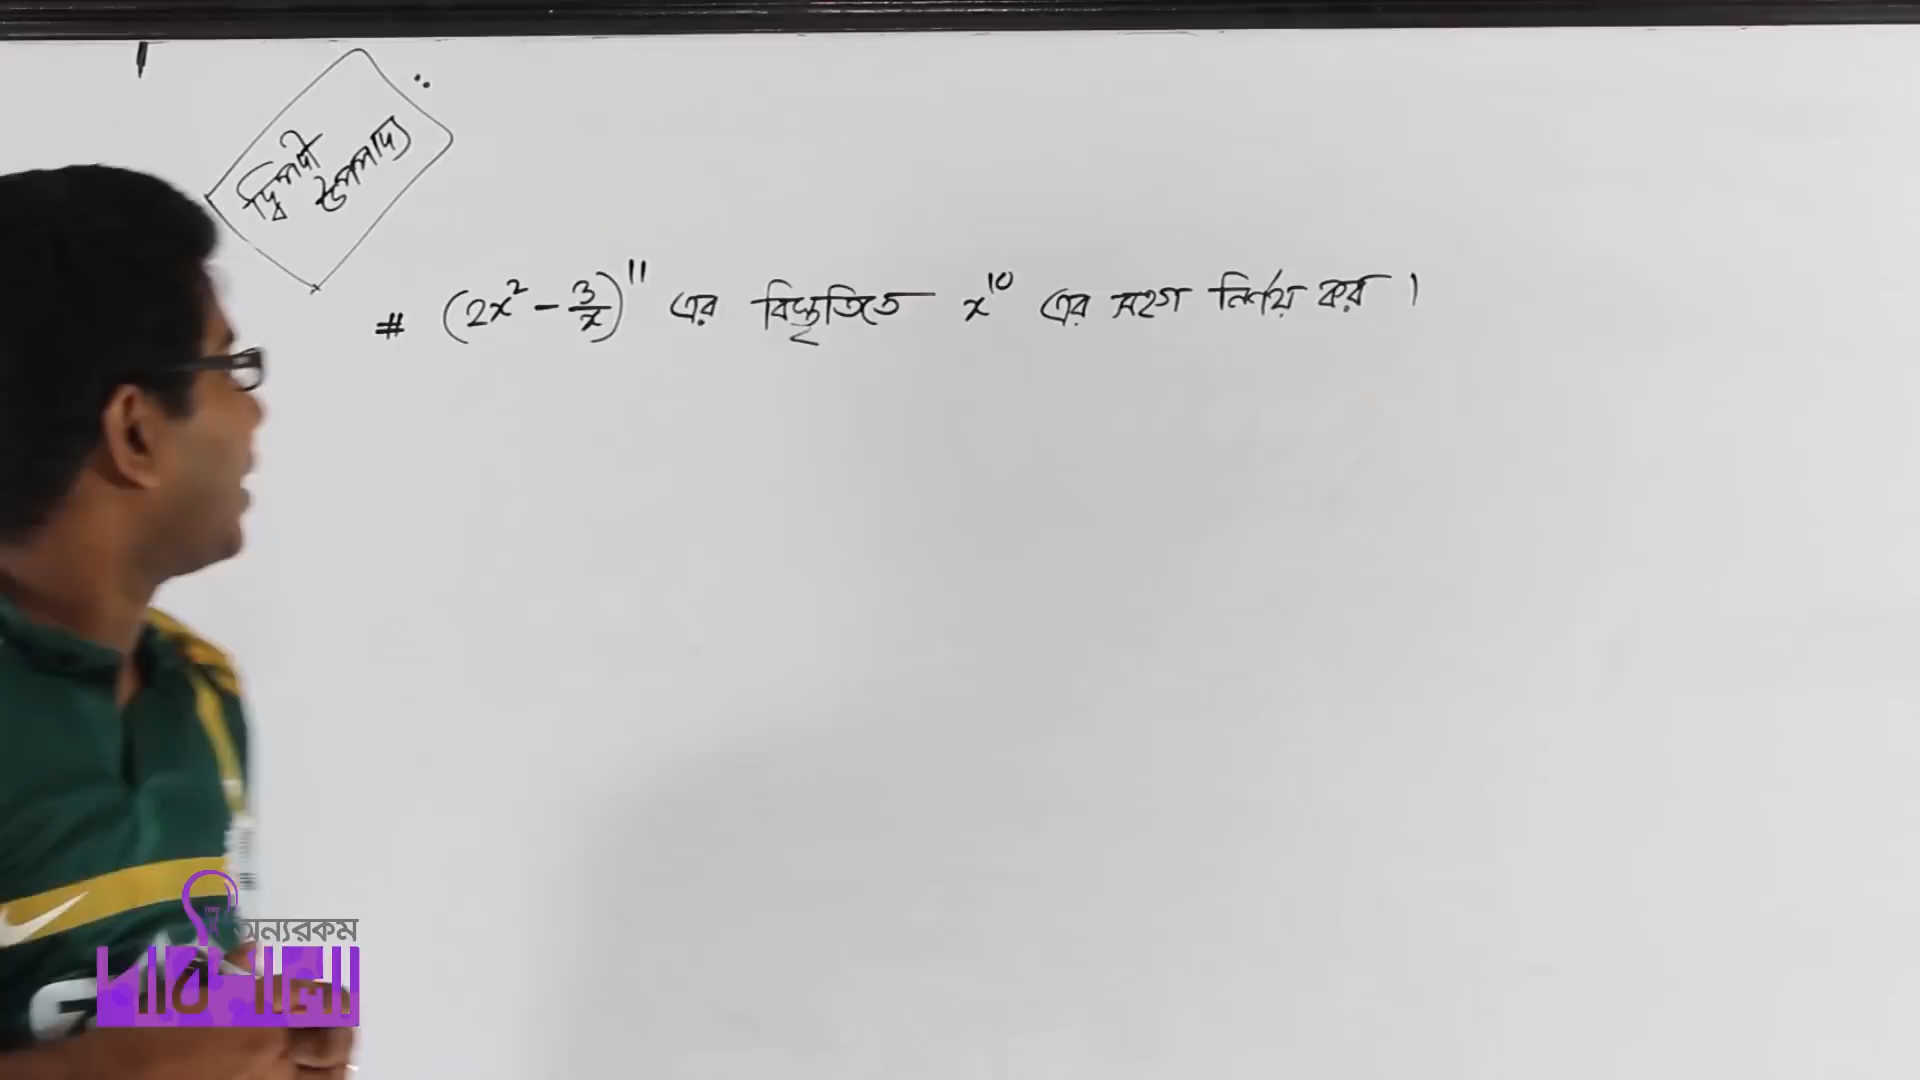 দ্বিপদী
উপপাদ্য
# (2x² - 3/x)¹¹ এর বিস্তৃতিতে x¹⁰ এর সহগ নির্ণয় কর।
অন্যরকম
পাঠশালা